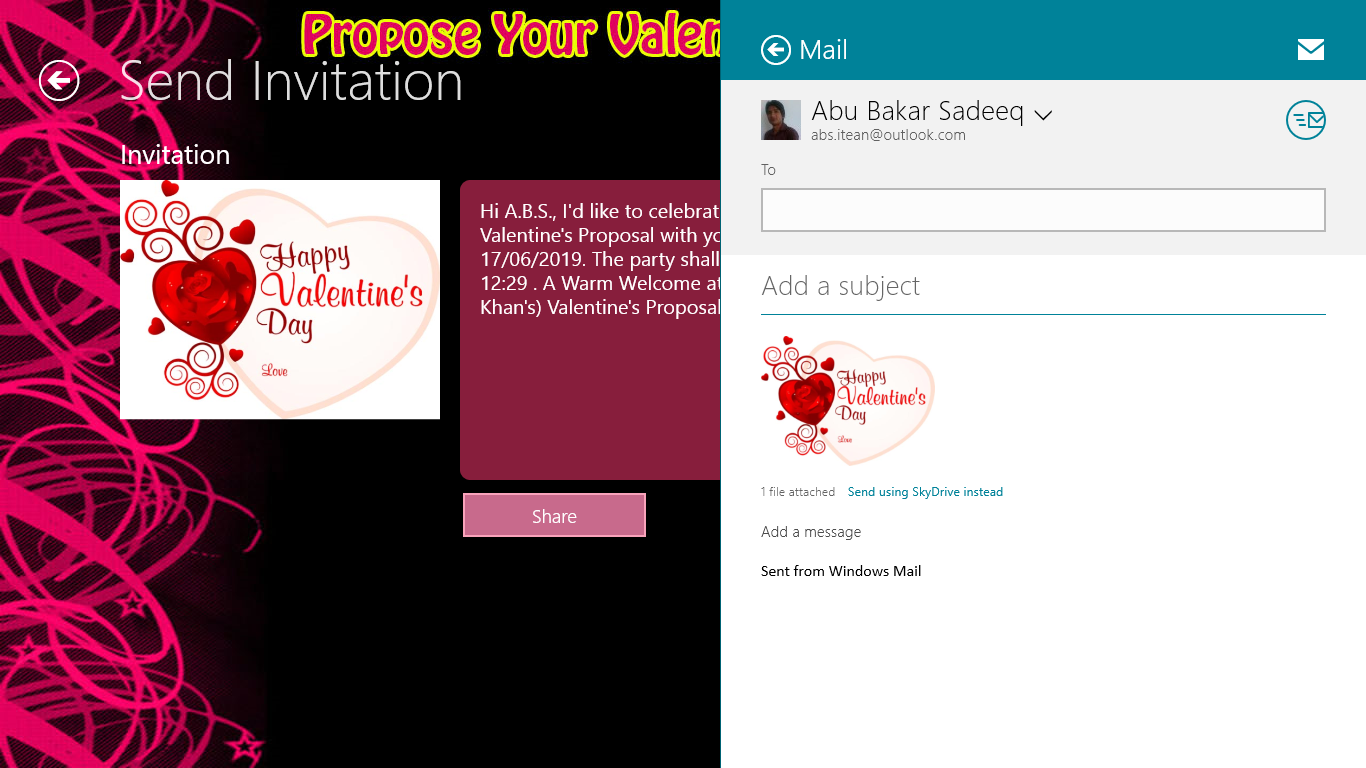 Propose Your Valen
Send Invitation
Invitation
Happy
Valentine's
Day
Love
Hi A.B.S., I'd like to celebrat
Valentine's Proposal with yo
17/06/2019. The party shall
12:29 . A Warm Welcome at
Khan's) Valentine's Proposal
Share
Mail
Abu Bakar Sadeeq
abs.itean@outlook.com
To
Add a subject
Happy
Valentine's
Day
Love
1 file attached Send using SkyDrive instead
Add a message
Sent from Windows Mail